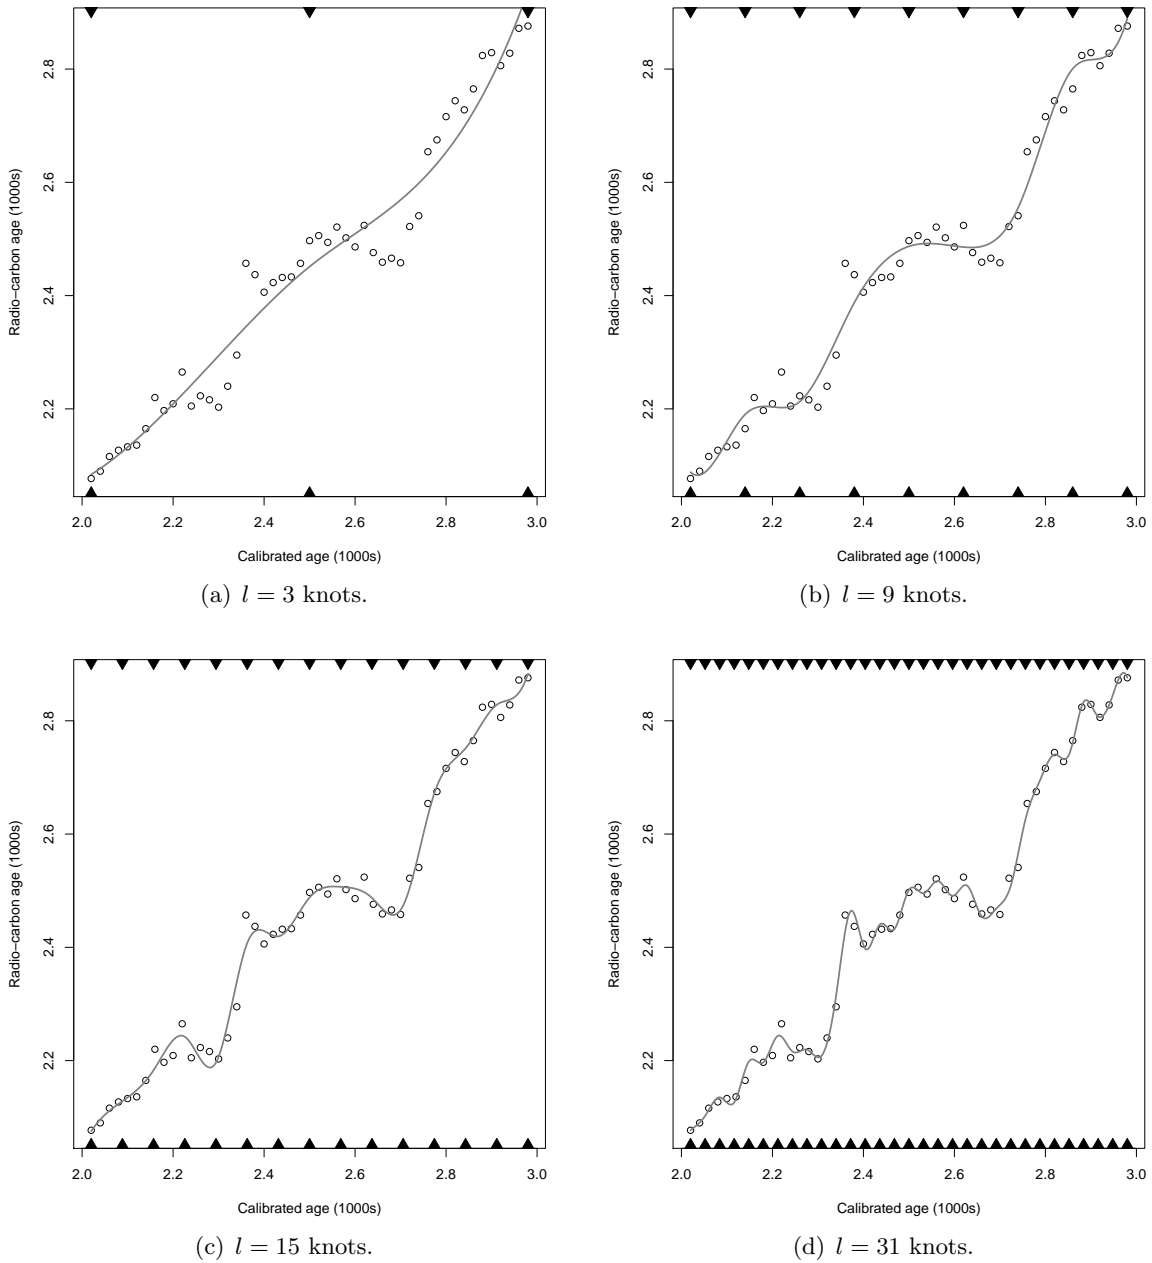 Radio−carbon age (1000s)
2.2 2.4 2.6 2.8
2.0 2.2 2.4 2.6 2.8 3.0
Calibrated age (1000s)
(a) l = 3 knots.
Radio−carbon age (1000s)
2.2 2.4 2.6 2.8
2.0 2.2 2.4 2.6 2.8 3.0
Calibrated age (1000s)
(b) l = 9 knots.
Radio−carbon age (1000s)
2.2 2.4 2.6 2.8
2.0 2.2 2.4 2.6 2.8 3.0
Calibrated age (1000s)
(c) l = 15 knots.
Radio−carbon age (1000s)
2.2 2.4 2.6 2.8
2.0 2.2 2.4 2.6 2.8 3.0
Calibrated age (1000s)
(d) l = 31 knots.